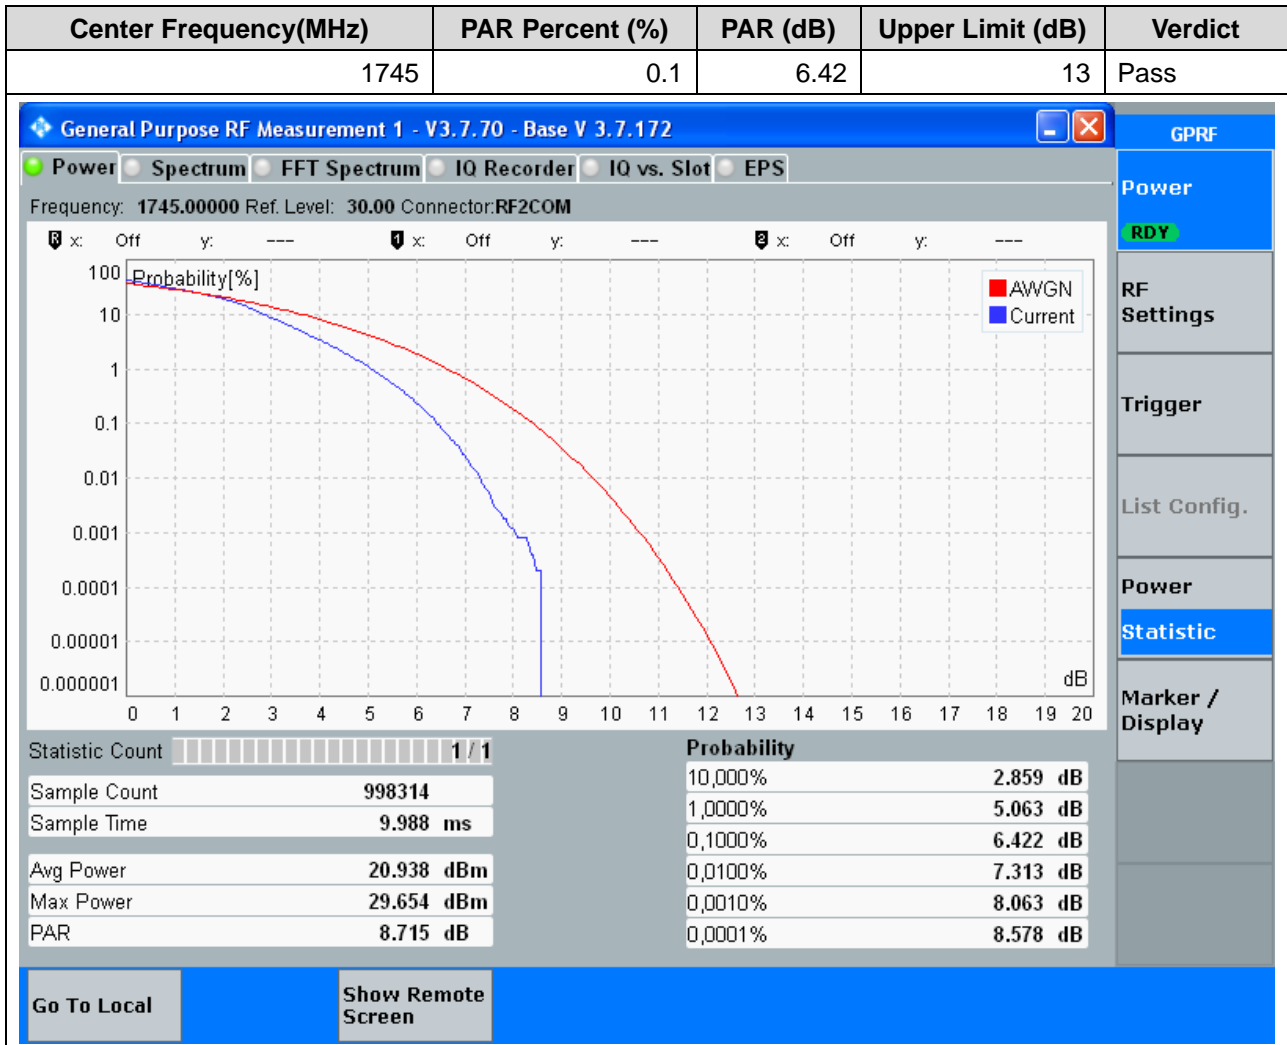 Center Frequency(MHz) PAR Percent (%) PAR (dB) Upper Limit (dB) Verdict
1745 0.1 6.42 13 Pass
General Purpose RF Measurement 1 - V3.7.70 - Base V 3.7.172
GPRF
Power Spectrum FFT Spectrum IQ Recorder IQ vs. Slot EPS
Power
RDY
Frequency: 1745.00000 Ref. Level: 30.00 Connector:RF2COM
R x: Off y: --- 1 x: Off y: --- 2 x: Off y: ---
Probability[%]
100
10
1
0.1
0.01
0.001
0.0001
0.00001
0.000001
AWGN
Current
dB
0 1 2 3 4 5 6 7 8 9 10 11 12 13 14 15 16 17 18 19 20
RF
Settings
Trigger
List Config.
Power
Statistic
Marker /
Display
Statistic Count 1 / 1
Sample Count 998314
Sample Time 9.988 ms
Avg Power 20.938 dBm
Max Power 29.654 dBm
PAR 8.715 dB
Probability
10,000% 2.859 dB
1,0000% 5.063 dB
0,1000% 6.422 dB
0,0100% 7.313 dB
0,0010% 8.063 dB
0,0001% 8.578 dB
Go To Local
Show Remote
Screen